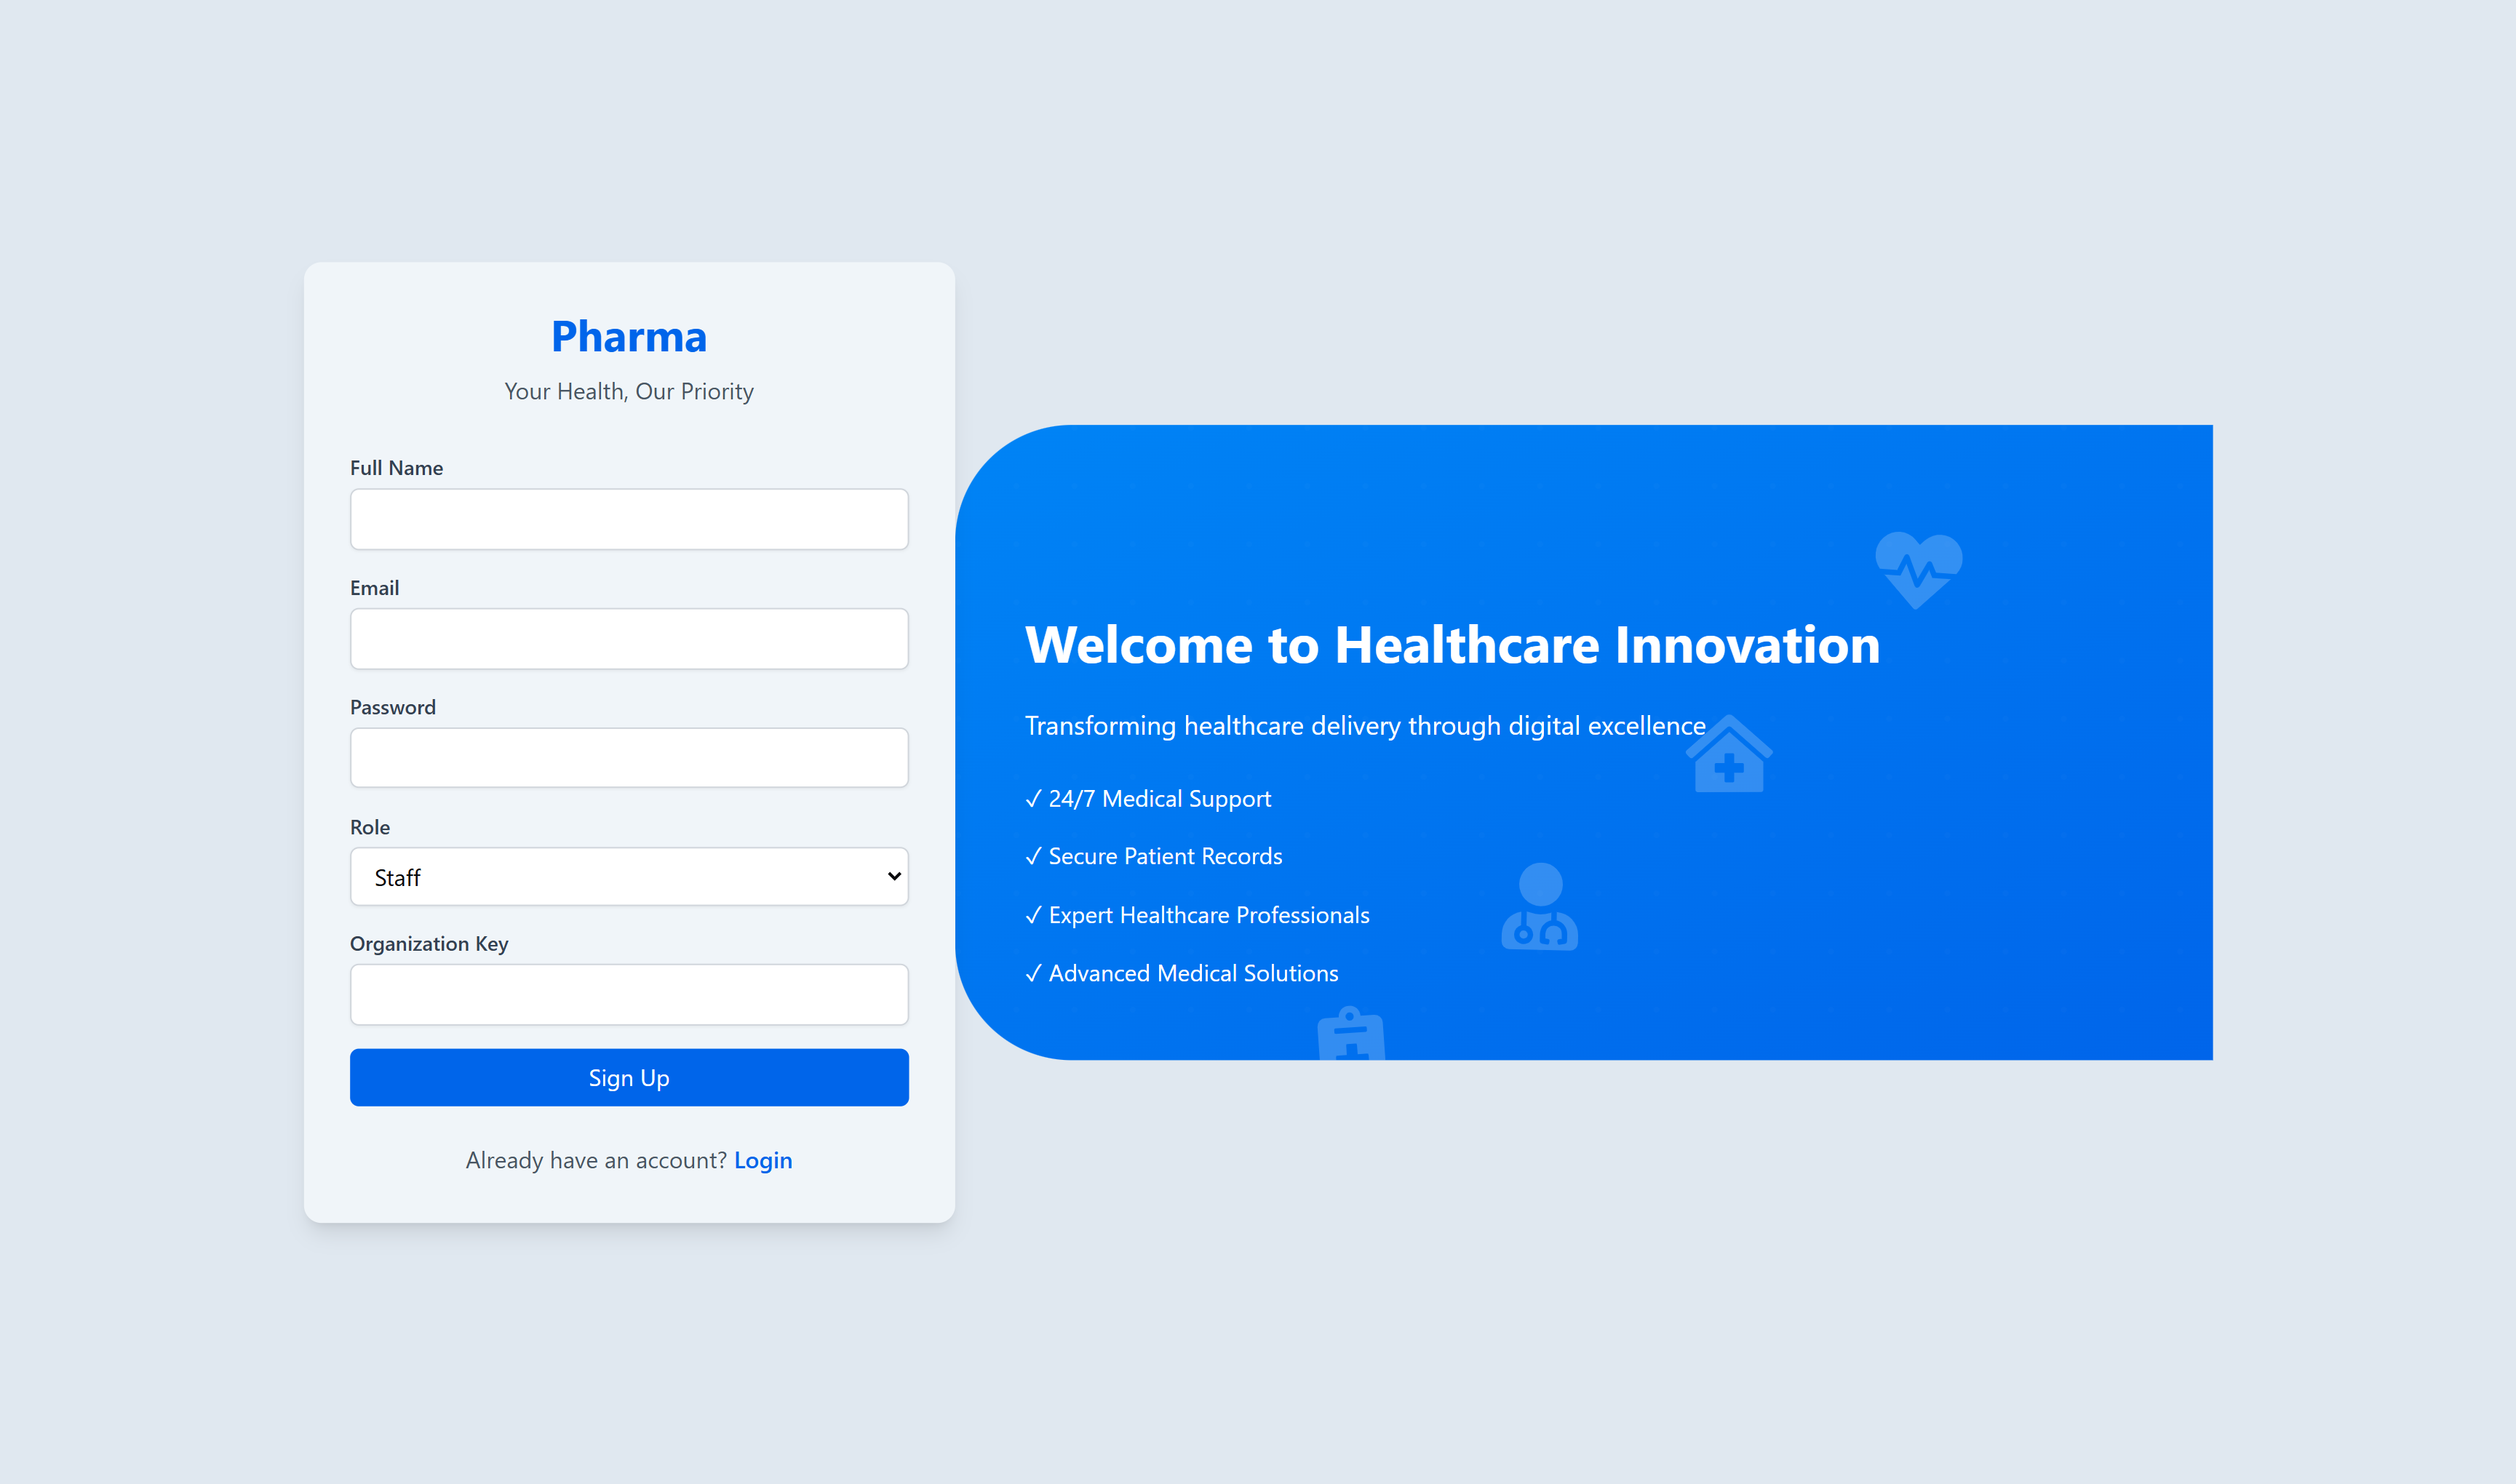 Pharma
Your Health, Our Priority
Full Name
Email
Password
Role
Staff
Organization Key
Sign Up
Already have an account? Login
Welcome to Healthcare Innovation
Transforming healthcare delivery through digital excellence
✓ 24/7 Medical Support
✓ Secure Patient Records
✓ Expert Healthcare Professionals
✓ Advanced Medical Solutions